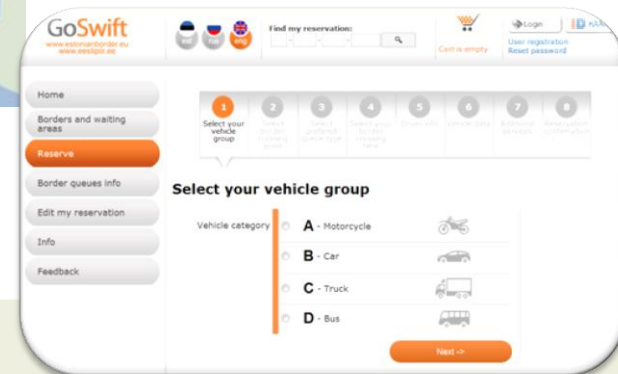 GoSwift
www.estonianborder.eu
www.eestipiir.ee
est
rus
eng
Find my reservation:
Cart is empty
Login
User registration
Reset password
Home
Borders and waiting
areas
Reserve
Border queues info
Edit my reservation
Info
Feedback
1
2
3
4
5
6
7
8
Select your
vehicle
group
Select your vehicle group
Vehicle category
A - Motorcycle
B - Car
C - Truck
D - Bus
Next ->